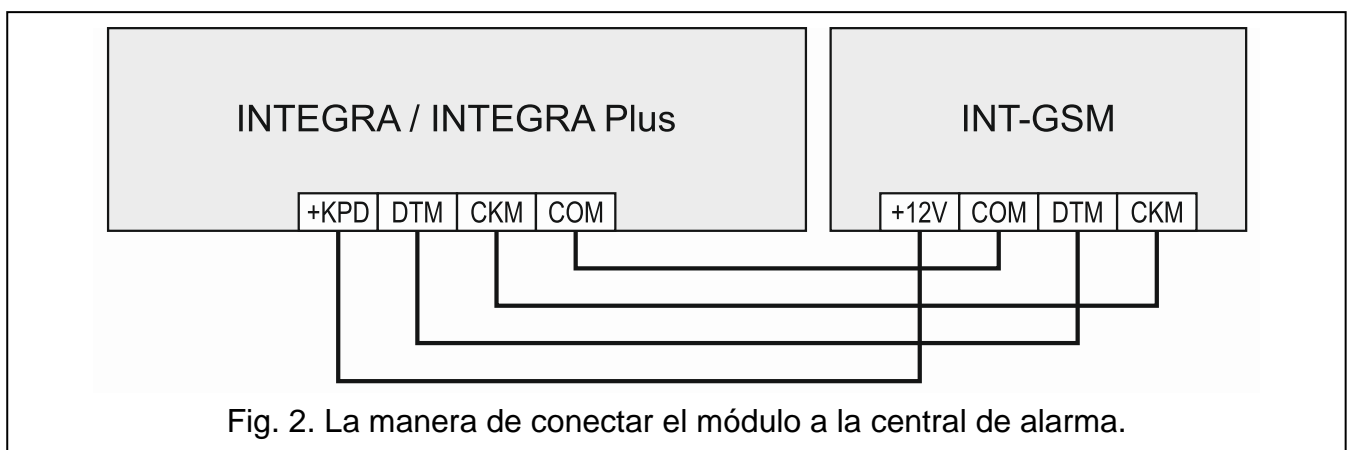 INTEGRA / INTEGRA Plus
+KPD DTM CKM COM
INT-GSM
+12V COM DTM CKM
Fig. 2. La manera de conectar el módulo a la central de alarma.